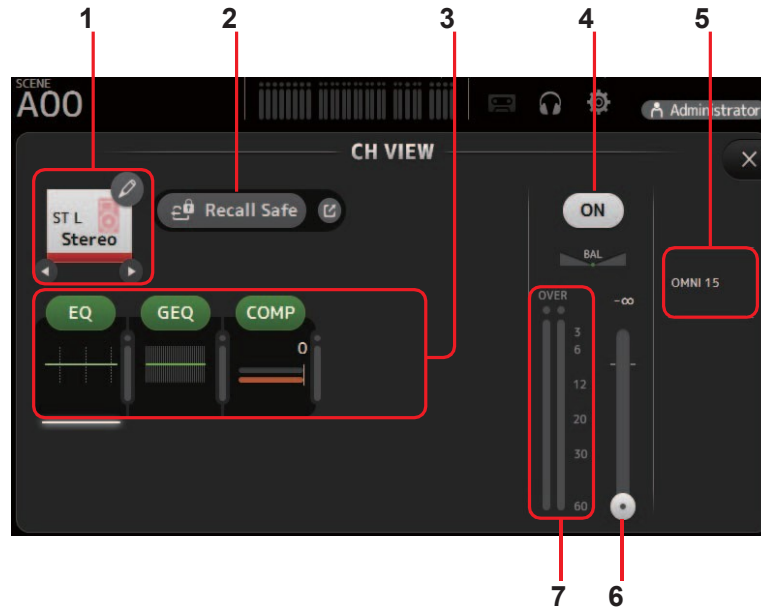 1 2 3 4 5
SCENE
A00
Administrator
CH VIEW
ST L
Stereo
Recall Safe
ON
BAL
OMNI 15
EQ GEQ COMP
0
OVER
-∞
3
6
12
20
30
60
7 6